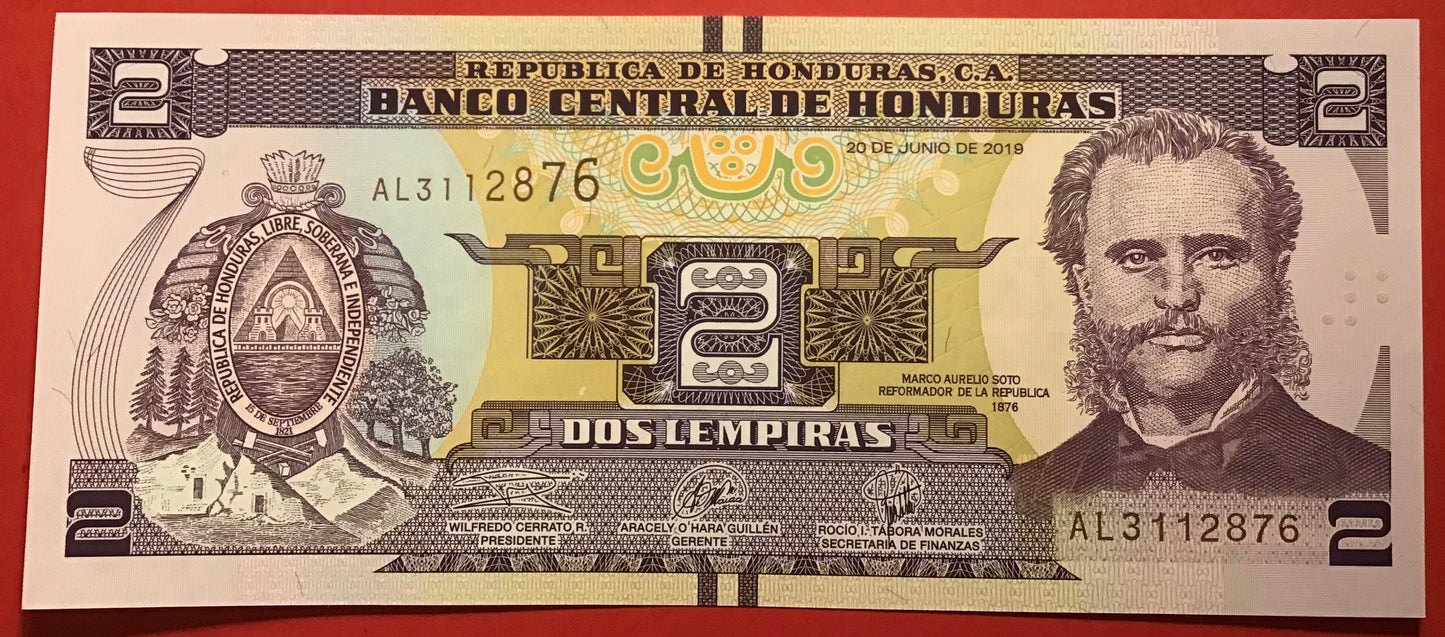 2
2
REPUBLICA DE HONDURAS, C.A.
BANCO CENTRAL DE HONDURAS
20 DE JUNIO DE 2019
AL3112876
REPUBLICA DE HONDURAS, LIBRE, SOBERANA E INDEPENDIENTE
15 DE SEPTIEMBRE
1821
2
MARCO AURELIO SOTO
REFORMADOR DE LA REPUBLICA
1876
DOS LEMPIRAS
WILFREDO CERRATO R.
PRESIDENTE
ARACELY O'HARA GUILLÉN
GERENTE
ROCÍO I. TÁBORA MORALES
SECRETARIA DE FINANZAS
AL3112876
2
2